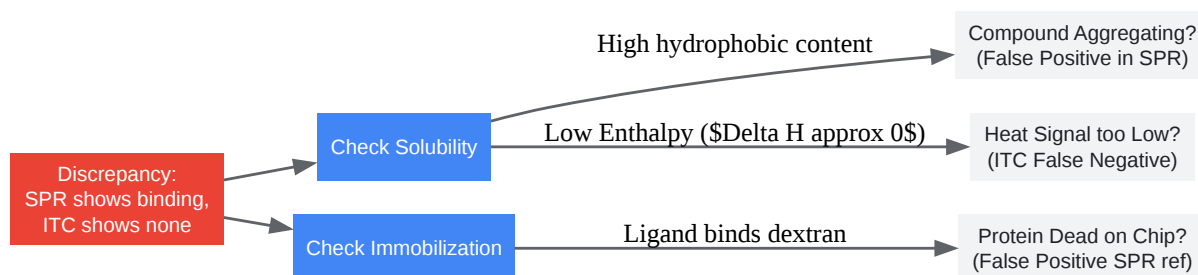 Discrepancy:
SPR shows binding,
ITC shows none
Check Solubility
Check Immobilization
High hydrophobic content
Low Enthalpy ($Delta H approx 0$)
Ligand binds dextran
Compound Aggregating?
(False Positive in SPR)
Heat Signal too Low?
(ITC False Negative)
Protein Dead on Chip?
(False Positive SPR ref)